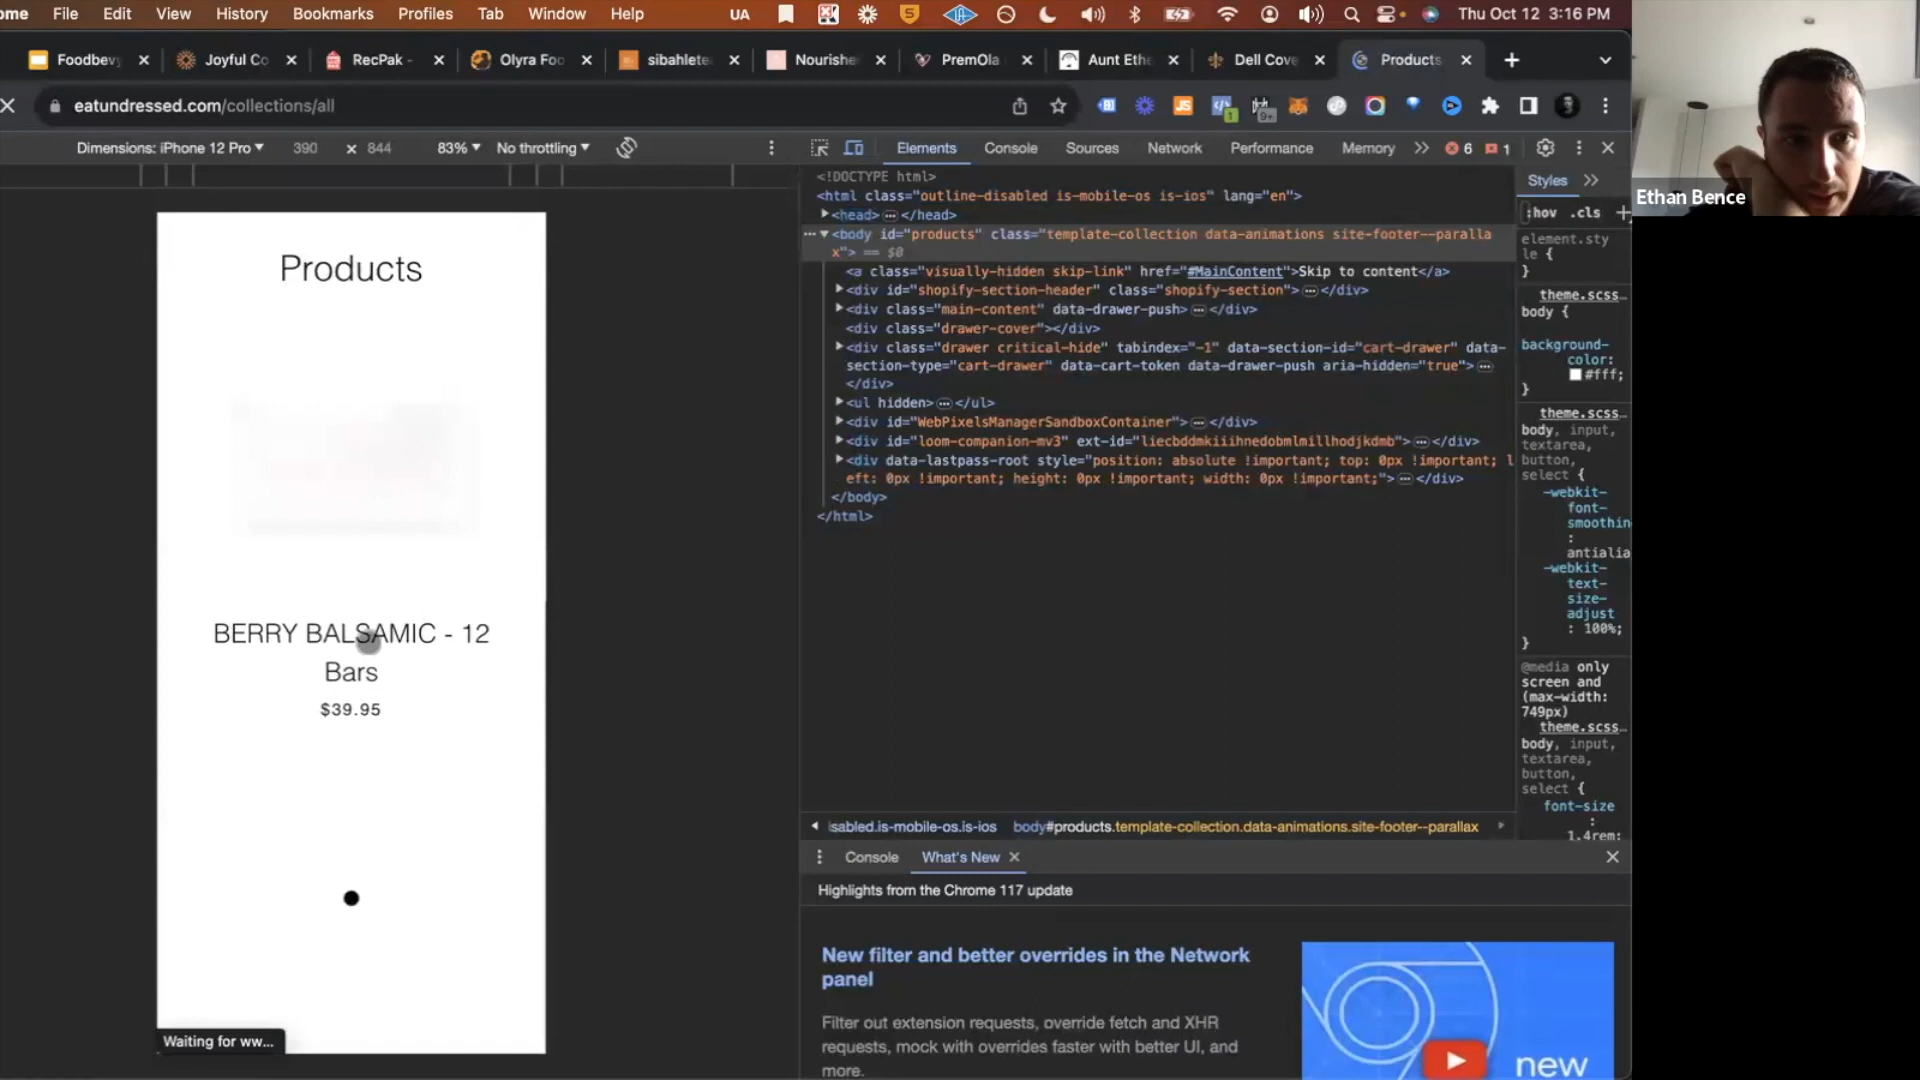 ome File Edit View History Bookmarks Profiles Tab Window Help UA Thu Oct 12 3:16 PM
Foodbev Joyful Co RecPak - Olyra Foo sibahlete Nourishe PremOla Aunt Ethe Dell Cove Products
eatundressed.com/collections/all
Dimensions: iPhone 12 Pro 390 × 844 83% No throttling
Elements Console Sources Network Performance Memory 6 1
Products
BERRY BALSAMIC - 12
Bars
$39.95
Waiting for ww...
<!DOCTYPE html>
<html class="outline-disabled is-mobile-os is-ios" lang="en">
<head> … </head>
<body id="products" class="template-collection data-animations site-footer--paralla
x"> == $0
<a class="visually-hidden skip-link" href="#MainContent">Skip to content</a>
<div id="shopify-section-header" class="shopify-section"> … </div>
<div class="main-content" data-drawer-push> … </div>
<div class="drawer-cover"></div>
<div class="drawer critical-hide" tabindex="-1" data-section-id="cart-drawer" data-
section-type="cart-drawer" data-cart-token data-drawer-push aria-hidden="true"> …
</div>
<ul hidden> … </ul>
<div id="WebPixelsManagerSandboxContainer"> … </div>
<div id="loom-companion-mv3" ext-id="liecbddmkiiihnedobmlmillhodjkdmb"> … </div>
<div data-lastpass-root style="position: absolute !important; top: 0px !important; l
eft: 0px !important; height: 0px !important; width: 0px !important;"> … </div>
</body>
</html>
Styles
:hov .cls +
element.sty
le {
}
theme.scss…
body {
background-
color:
#fff;
}
theme.scss…
body, input,
textarea,
button,
select {
-webkit-
font-
smoothin
:
antialia
-webkit-
text-
size-
adjust
: 100%;
}
@media only
screen and
(max-width:
749px)
theme.scss…
body, input,
textarea,
button,
select {
font-size
:
1.4rem;
isabled.is-mobile-os.is-ios body#products.template-collection.data-animations.site-footer--parallax
Console What's New
Highlights from the Chrome 117 update
New filter and better overrides in the Network
panel
Filter out extension requests, override fetch and XHR
requests, mock with overrides faster with better UI, and
more.
new
Ethan Bence